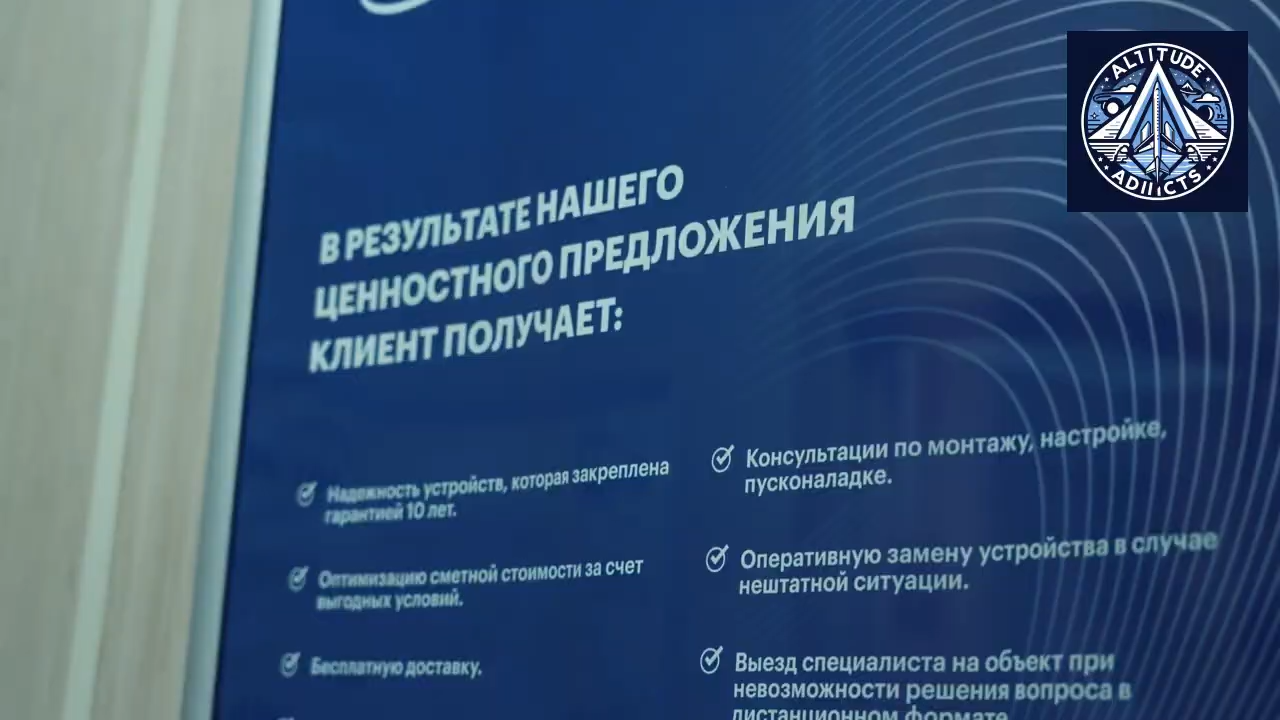 В РЕЗУЛЬТАТЕ НАШЕГО
ЦЕННОСТНОГО ПРЕДЛОЖЕНИЯ
КЛИЕНТ ПОЛУЧАЕТ:
Надежность устройств, которая закреплена
гарантией 10 лет.
Оптимизацию сметной стоимости за счет
выгодных условий.
Бесплатную доставку.
Консультации по монтажу, настройке,
пусконаладке.
Оперативную замену устройства в случае
нештатной ситуации.
Выезд специалиста на объект при
невозможности решения вопроса в
дистанционном формате
ALTITUDE